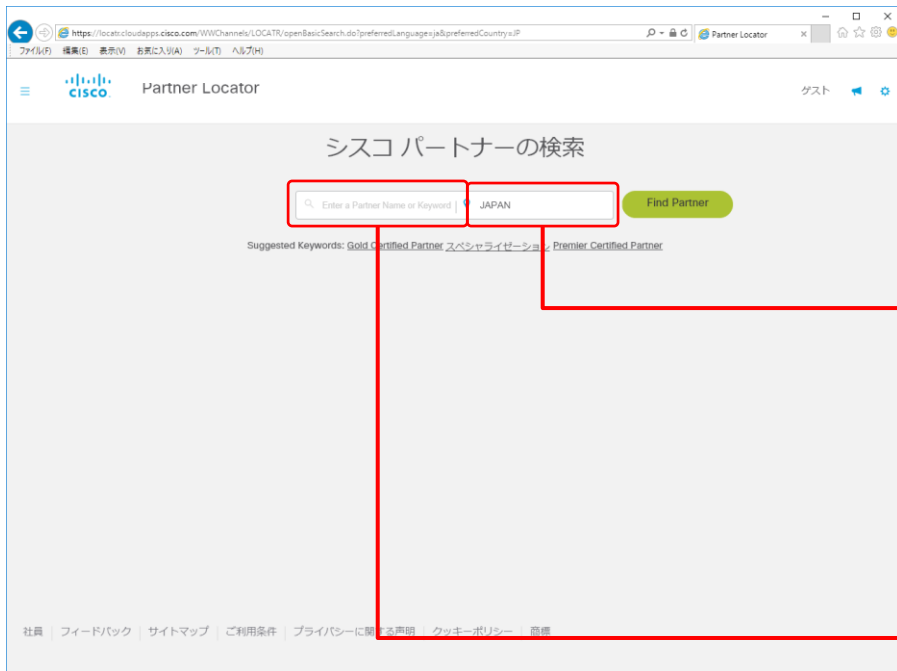 https://locatr.cloudapps.cisco.com/WWChannels/LOCATR/openBasicSearch.do?preferredLanguage=ja&preferredCountry=JP Partner Locator
ファイル(F) 編集(E) 表示(V) お気に入り(A) ツール(T) ヘルプ(H)
CISCO Partner Locator ゲスト
シスコ パートナーの検索
Enter a Partner Name or Keyword JAPAN Find Partner
Suggested Keywords: Gold Certified Partner スペシャライゼーション Premier Certified Partner
社員 フィードバック サイトマップ ご利用条件 プライバシーに関する声明 クッキーポリシー 商標